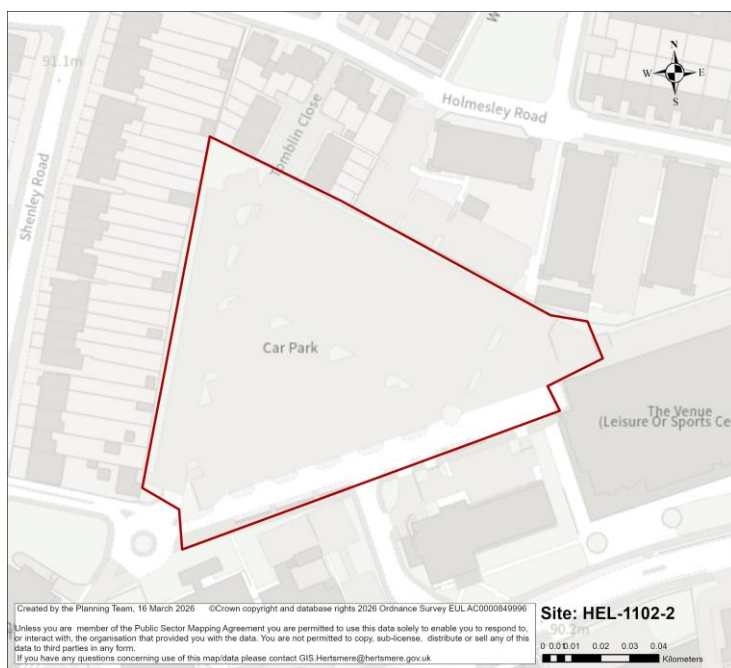 91.1m
W
N
W E
S
Holmesley Road
Tomblin Close
Shenley Road
Car Park
The Venue
(Leisure Or Sports Ce
90.2m
Created by the Planning Team, 16 March 2026 ©Crown copyright and database rights 2026 Ordnance Survey EUL AC0000849996
Unless you are member of the Public Sector Mapping Agreement you are permitted to use this data solely to enable you to respond to,
or interact with, the organisation that provided you with the data. You are not permitted to copy, sub-license, distribute or sell any of this
data to third parties in any form.
If you have any questions concerning use of this map/data please contact GIS.Hertsmere@hertsmere.gov.uk
Site: HEL-1102-2
0 0.01 0.02 0.03 0.04
Kilometers